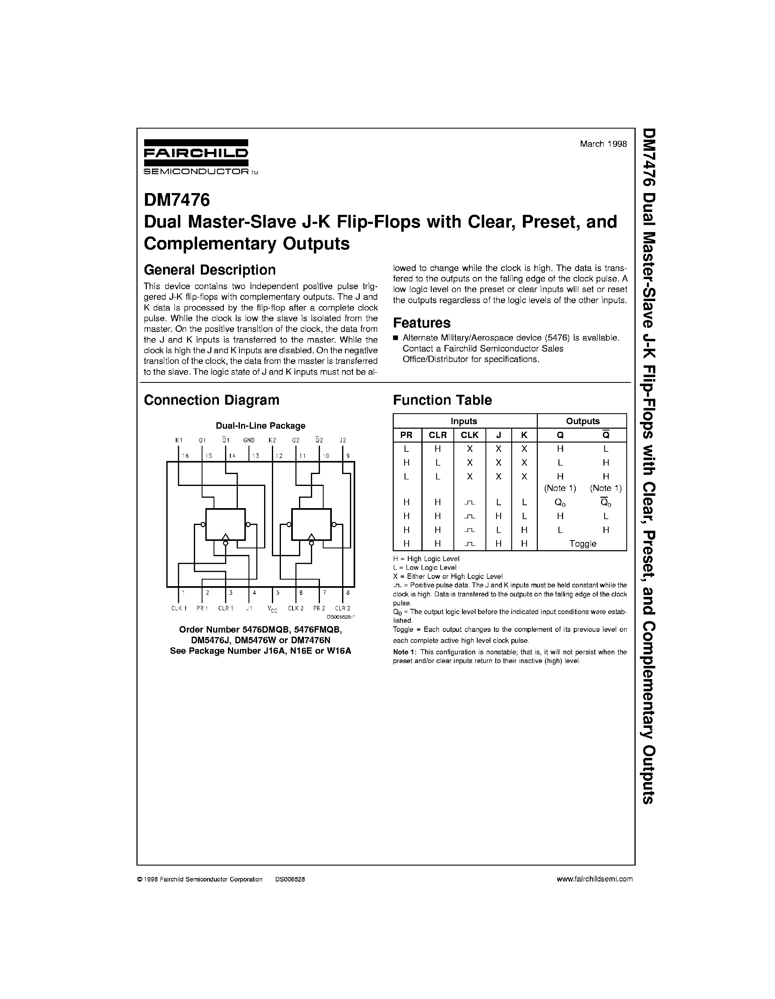 FAIRCHILD
SEMICONDUCTOR TM
March 1998
DM7476
Dual Master-Slave J-K Flip-Flops with Clear, Preset, and
Complementary Outputs
General Description
This device contains two independent positive pulse trig-
gered J-K flip-flops with complementary outputs. The J and
K data is processed by the flip-flop after a complete clock
pulse. While the clock is low the slave is isolated from the
master. On the positive transition of the clock, the data from
the J and K inputs is transferred to the master. While the
clock is high the J and K inputs are disabled. On the negative
transition of the clock, the data from the master is transferred
to the slave. The logic state of J and K inputs must not be al-
lowed to change while the clock is high. The data is trans-
fered to the outputs on the falling edge of the clock pulse. A
low logic level on the preset or clear inputs will set or reset
the outputs regardless of the logic levels of the other inputs.
Features
■ Alternate Military/Aerospace device (5476) is available.
Contact a Fairchild Semiconductor Sales
Office/Distributor for specifications.
Connection Diagram
Dual-In-Line Package
K1 Q1 Q̅1 GND K2 Q2 Q̅2 J2
16 15 14 13 12 11 10 9
1 2 3 4 5 6 7 8
CLK 1 PR 1 CLR 1 J1 VCC CLK 2 PR 2 CLR 2
DS006528-1
Order Number 5476DMQB, 5476FMQB,
DM5476J, DM5476W or DM7476N
See Package Number J16A, N16E or W16A
Function Table
Inputs Outputs
PR CLR CLK J K Q Q̅
L H X X X H L
H L X X X L H
L L X X X H H
(Note 1) (Note 1)
H H ⎍ L L Q0 Q̅0
H H ⎍ H L H L
H H ⎍ L H L H
H H ⎍ H H Toggle
H = High Logic Level
L = Low Logic Level
X = Either Low or High Logic Level
⎍ = Positive pulse data. The J and K inputs must be held constant while the
clock is high. Data is transfered to the outputs on the falling edge of the clock
pulse.
Q0 = The output logic level before the indicated input conditions were estab-
lished.
Toggle = Each output changes to the complement of its previous level on
each complete active high level clock pulse.
Note 1: This configuration is nonstable; that is, it will not persist when the
preset and/or clear inputs return to their inactive (high) level.
DM7476 Dual Master-Slave J-K Flip-Flops with Clear, Preset, and Complementary Outputs
© 1998 Fairchild Semiconductor Corporation DS006528
www.fairchildsemi.com